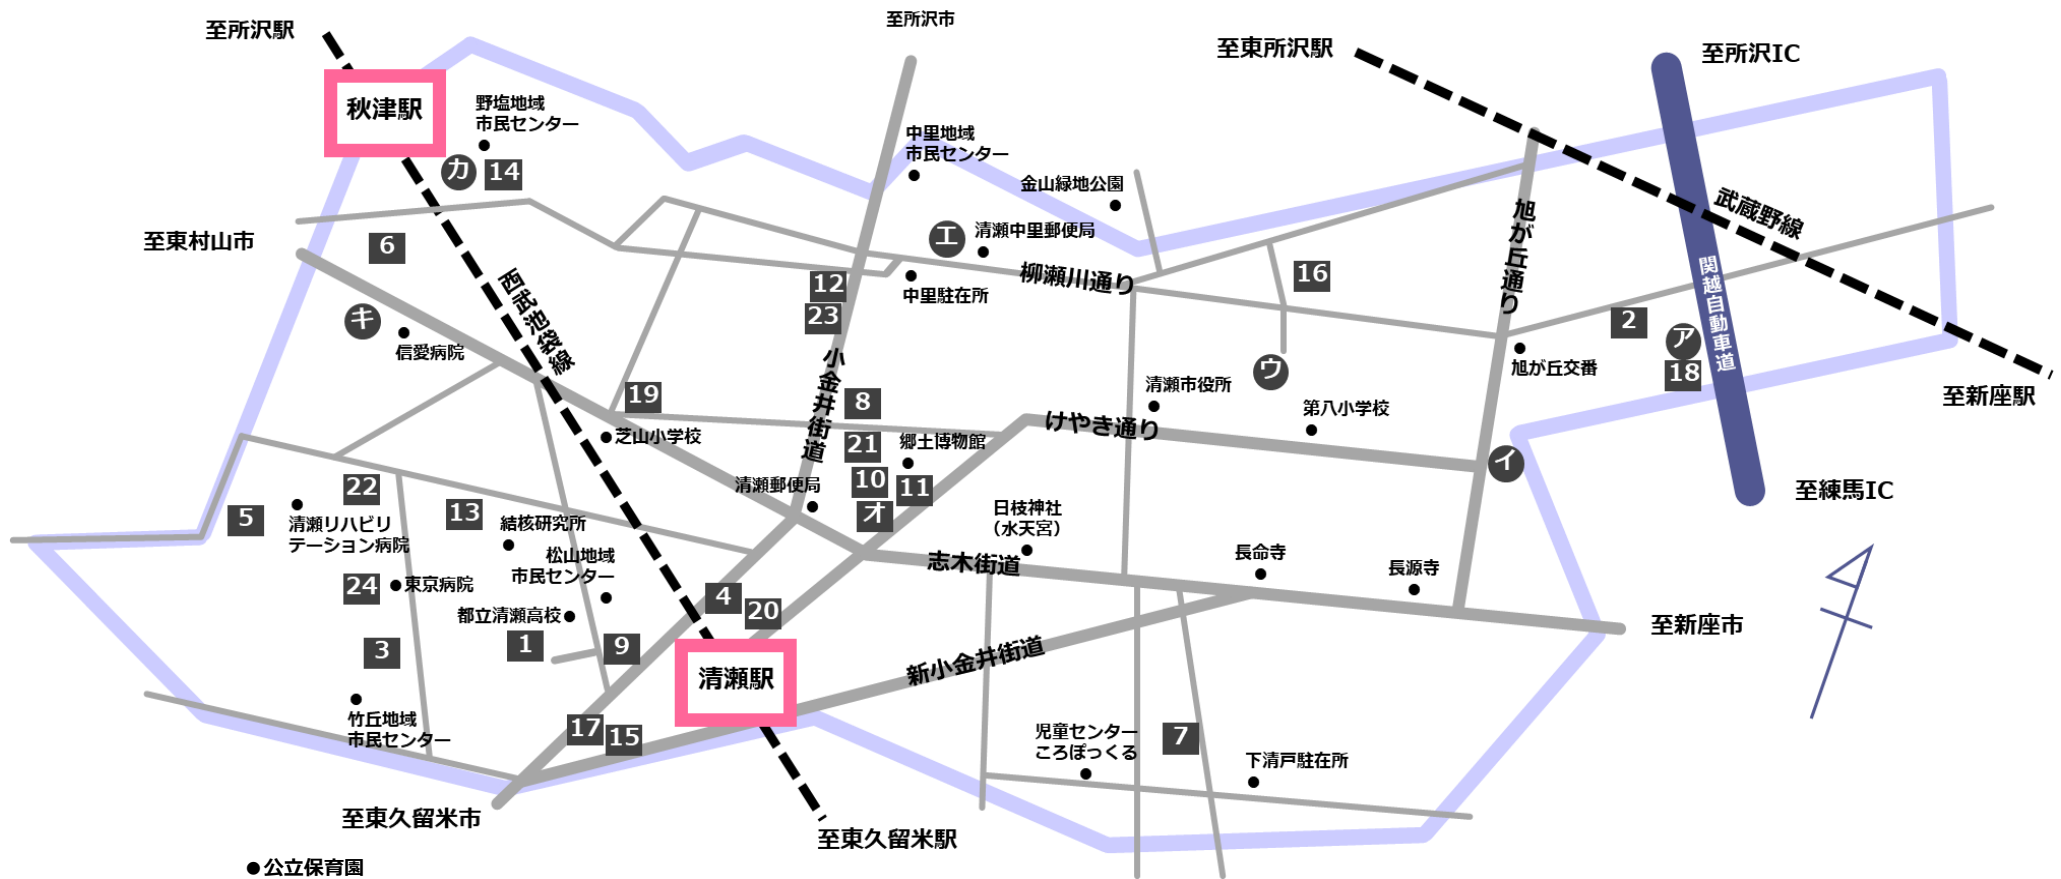 至所沢市
至所沢駅
至東所沢駅
至所沢IC
秋津駅
野塩地域
市民センター
カ
14
中里地域
市民センター
金山緑地公園
武蔵野線
旭が丘通り
至東村山市
6
エ
清瀬中里郵便局
柳瀬川通り
中里駐在所
12
23
16
関越自動車道
2
ア
18
西武池袋線
キ
信愛病院
小金井街道
旭が丘交番
ウ
清瀬市役所
至新座駅
19
8
第八小学校
けやき通り
芝山小学校
21
郷土博物館
イ
22
清瀬郵便局
10
11
オ
至練馬IC
5
清瀬リハビリ
テーション病院
13
結核研究所
日枝神社
（水天宮）
松山地域
市民センター
志木街道
長命寺
長源寺
24
東京病院
都立清瀬高校
4
20
至新座市
1
9
3
新小金井街道
清瀬駅
竹丘地域
市民センター
17
15
児童センター
ころぽっくる
7
下清戸駐在所
至東久留米市
至東久留米駅
●公立保育園